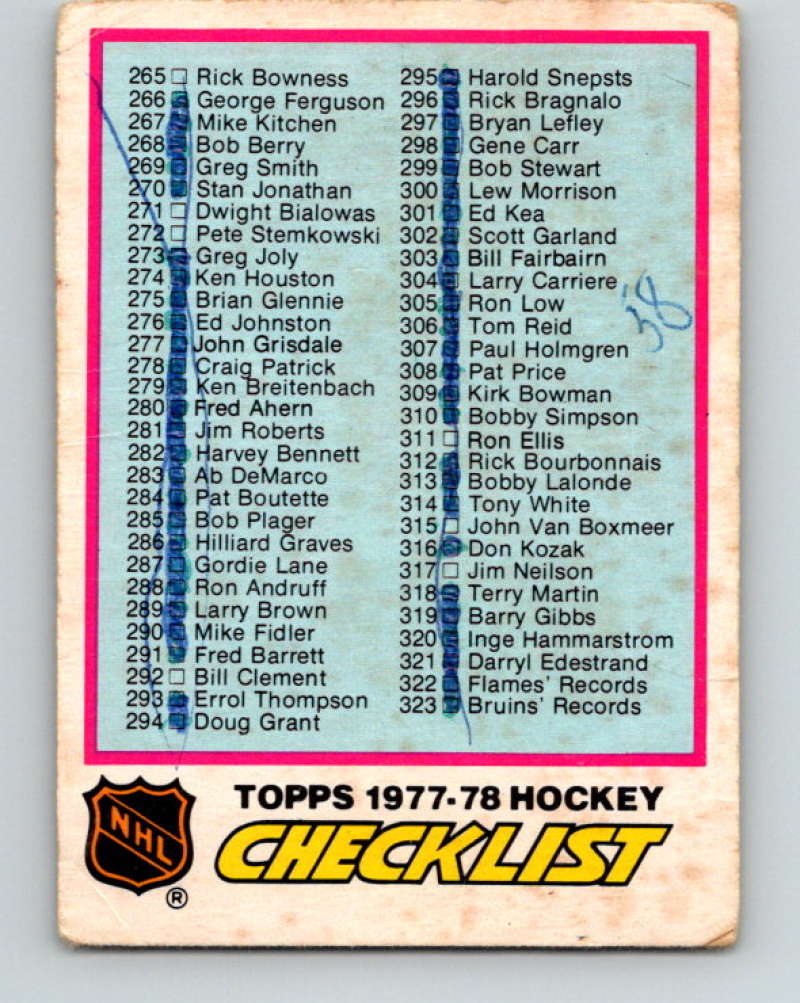 265 Rick Bowness
266 George Ferguson
267 Mike Kitchen
268 Bob Berry
269 Greg Smith
270 Stan Jonathan
271 Dwight Bialowas
272 Pete Stemkowski
273 Greg Joly
274 Ken Houston
275 Brian Glennie
276 Ed Johnston
277 John Grisdale
278 Craig Patrick
279 Ken Breitenbach
280 Fred Ahern
281 Jim Roberts
282 Harvey Bennett
283 Ab DeMarco
284 Pat Boutette
285 Bob Plager
286 Hilliard Graves
287 Gordie Lane
288 Ron Andruff
289 Larry Brown
290 Mike Fidler
291 Fred Barrett
292 Bill Clement
293 Errol Thompson
294 Doug Grant
295 Harold Snepsts
296 Rick Bragnalo
297 Bryan Lefley
298 Gene Carr
299 Bob Stewart
300 Lew Morrison
301 Ed Kea
302 Scott Garland
303 Bill Fairbairn
304 Larry Carriere
305 Ron Low
306 Tom Reid
307 Paul Holmgren
308 Pat Price
309 Kirk Bowman
310 Bobby Simpson
311 Ron Ellis
312 Rick Bourbonnais
313 Bobby Lalonde
314 Tony White
315 John Van Boxmeer
316 Don Kozak
317 Jim Neilson
318 Terry Martin
319 Barry Gibbs
320 Inge Hammarstrom
321 Darryl Edestrand
322 Flames' Records
323 Bruins' Records
58
NHL
®
TOPPS 1977-78 HOCKEY
CHECKLIST